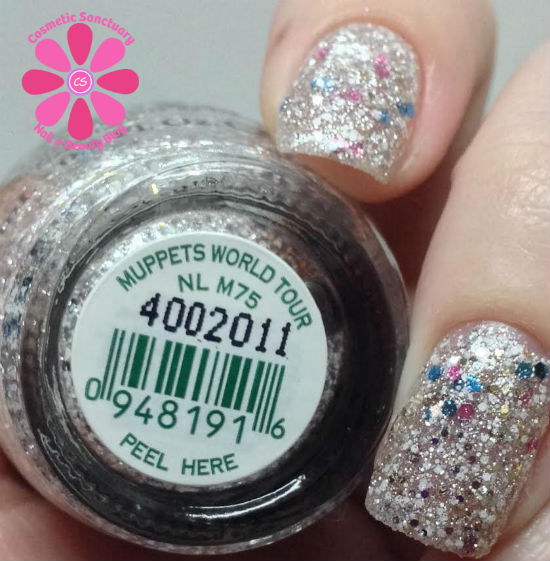 Cosmetic Sanctuary
CS
Nail & Beauty Blog
MUPPETS WORLD TOUR
NL M75
4002011
0 948191 6
PEEL HERE